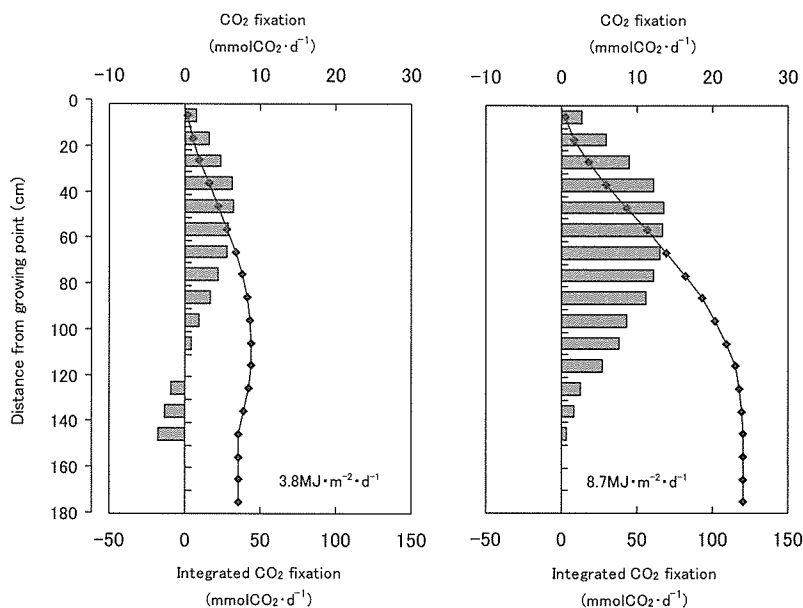 CO₂ fixation
(mmolCO₂・d⁻¹)
-10 0 10 20 30
CO₂ fixation
(mmolCO₂・d⁻¹)
-10 0 10 20 30
Distance from growing point (cm)
0
20
40
60
80
100
120
140
160
180
3.8MJ・m⁻²・d⁻¹
8.7MJ・m⁻²・d⁻¹
-50 0 50 100 150
Integrated CO₂ fixation
(mmolCO₂・d⁻¹)
-50 0 50 100 150
Integrated CO₂ fixation
(mmolCO₂・d⁻¹)